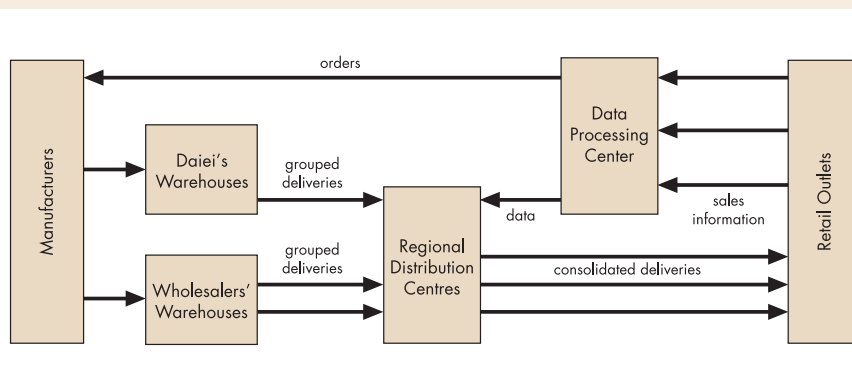 orders
Manufacturers
Daiei's
Warehouses
grouped
deliveries
Data
Processing
Center
data
sales
information
Retail Outlets
Wholesalers'
Warehouses
grouped
deliveries
Regional
Distribution
Centres
consolidated deliveries